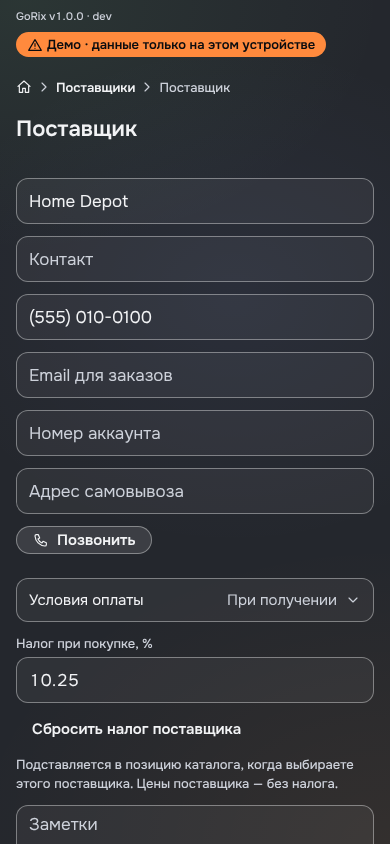 GoRix v1.0.0 · dev
Демо · данные только на этом устройстве
Поставщики Поставщик
Поставщик
Home Depot
Контакт
(555) 010-0100
Email для заказов
Номер аккаунта
Адрес самовывоза
Позвонить
Условия оплаты При получении
Налог при покупке, %
10.25
Сбросить налог поставщика
Подставляется в позицию каталога, когда выбираете
этого поставщика. Цены поставщика — без налога.
Заметки